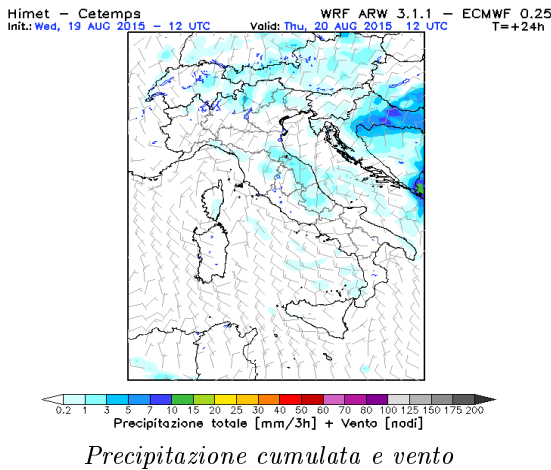 Himet – Cetemps WRF ARW 3.1.1 – ECMWF 0.25
Init.: Wed, 19 AUG 2015 – 12 UTC Valid: Thu, 20 AUG 2015 12 UTC T=+24h
0.2 1 3 5 7 10 15 20 25 30 40 50 60 70 80 100 125 150 175 200
Precipitazione totale [mm/3h] + Vento [nodi]
Precipitazione cumulata e vento